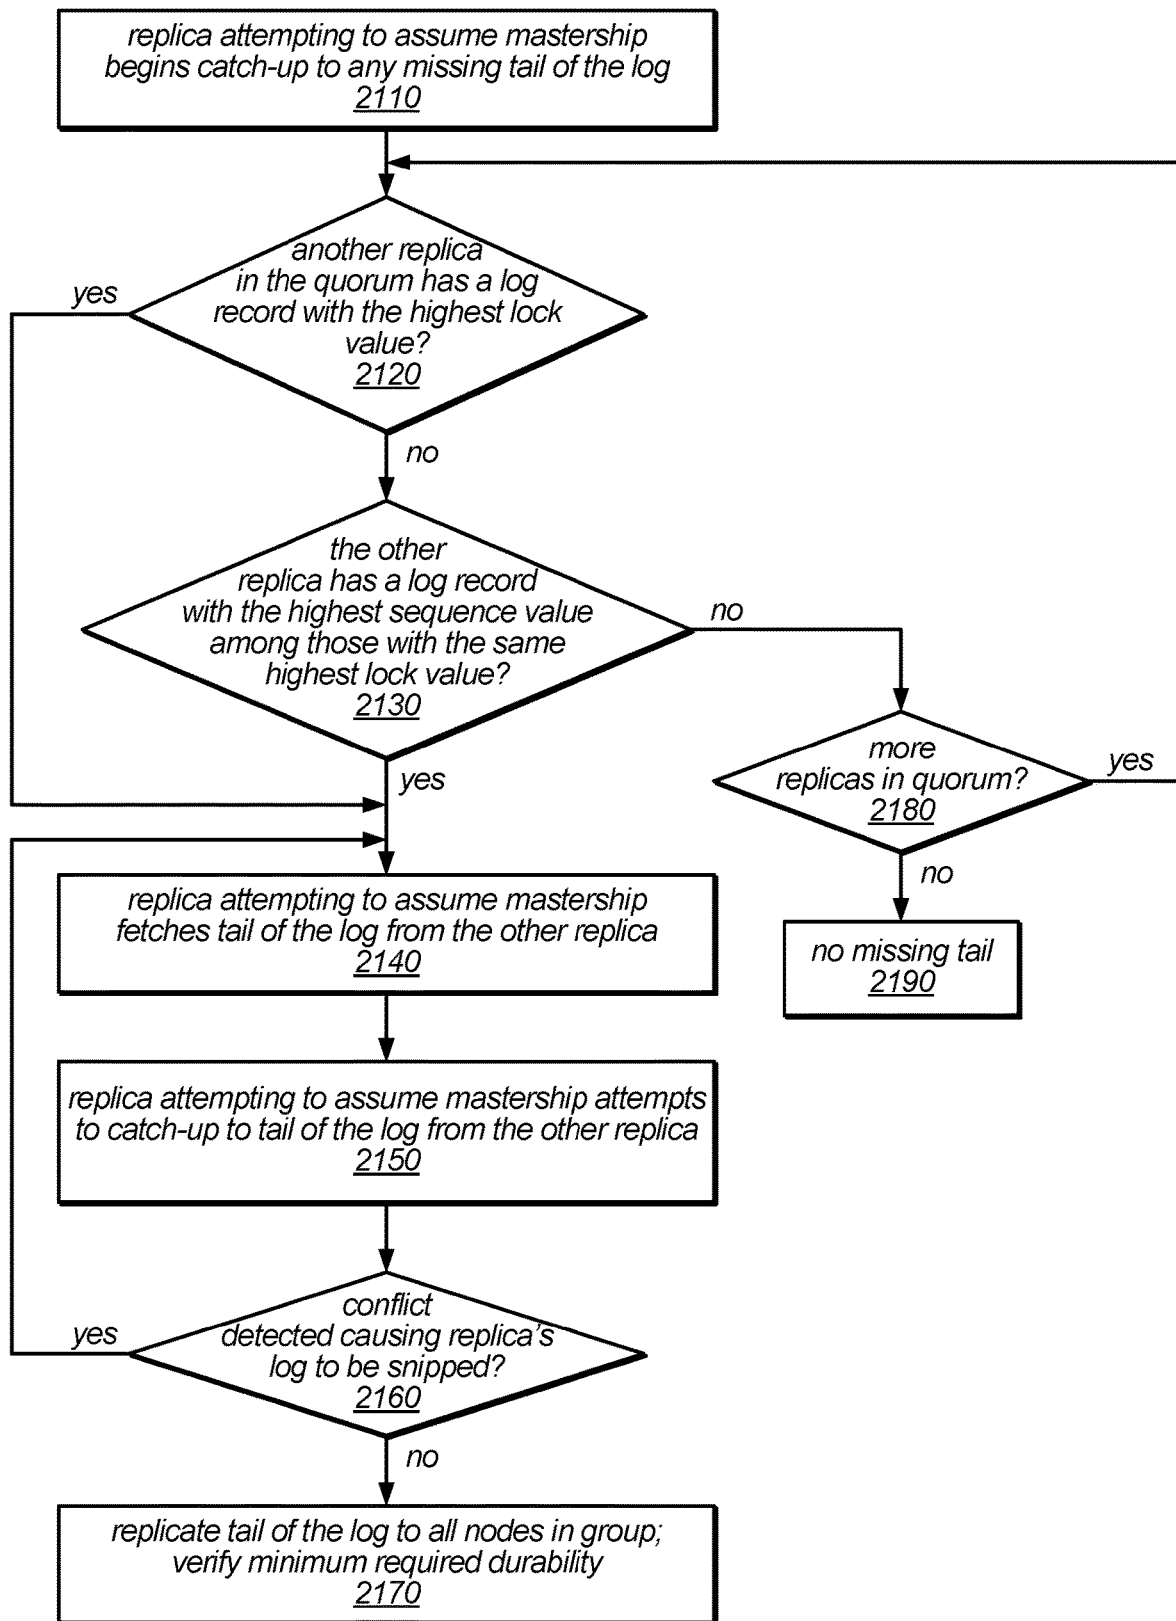 replica attempting to assume mastership
begins catch-up to any missing tail of the log
2110
another replica
in the quorum has a log
record with the highest lock
value?
2120
yes
no
the other
replica has a log record
with the highest sequence value
among those with the same
highest lock value?
2130
no
yes
more
replicas in quorum?
2180
yes
no
no missing tail
2190
replica attempting to assume mastership
fetches tail of the log from the other replica
2140
replica attempting to assume mastership attempts
to catch-up to tail of the log from the other replica
2150
conflict
detected causing replica's
log to be snipped?
2160
yes
no
replicate tail of the log to all nodes in group;
verify minimum required durability
2170